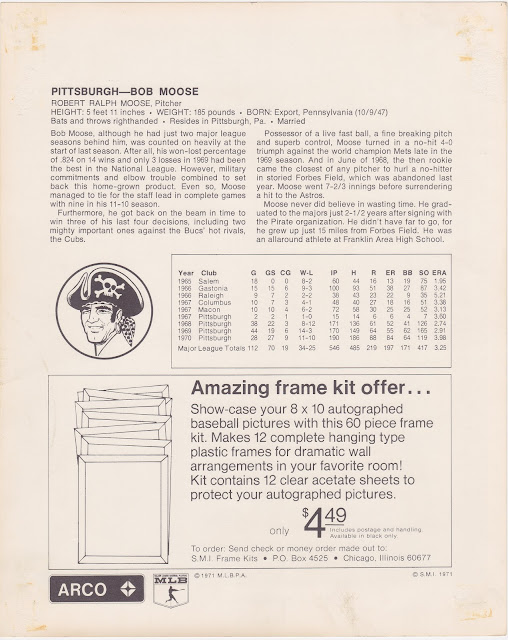 PITTSBURGH—BOB MOOSE
ROBERT RALPH MOOSE, Pitcher
HEIGHT: 5 feet 11 inches • WEIGHT: 185 pounds • BORN: Export, Pennsylvania (10/9/47)
Bats and throws righthanded • Resides in Pittsburgh, Pa. • Married
Bob Moose, although he had just two major league
seasons behind him, was counted on heavily at the
start of last season. After all, his won-lost percentage
of .824 on 14 wins and only 3 losses in 1969 had been
the best in the National League. However, military
commitments and elbow trouble combined to set
back this home-grown product. Even so, Moose
managed to tie for the staff lead in complete games
with nine in his 11-10 season.
Furthermore, he got back on the beam in time to
win three of his last four decisions, including two
mighty important ones against the Bucs' hot rivals,
the Cubs.
Possessor of a live fast ball, a fine breaking pitch
and superb control, Moose turned in a no-hit 4-0
triumph against the world champion Mets late in the
1969 season. And in June of 1968, the then rookie
came the closest of any pitcher to hurl a no-hitter
in storied Forbes Field, which was abandoned last
year. Moose went 7-2/3 innings before surrendering
a hit to the Astros.
Moose never did believe in wasting time. He grad-
uated to the majors just 2-1/2 years after signing with
the Pirate organization. He didn't have far to go, for
he grew up just 15 miles from Forbes Field. He was
an allaround athlete at Franklin Area High School.
Year Club G GS CG W-L IP H R ER BB SO ERA
1965 Salem 18 0 0 8-2 60 44 16 13 19 75 1.95
1966 Gastonia 15 15 6 9-3 100 93 51 38 27 87 3.42
1966 Raleigh 9 7 2 2-2 38 43 23 22 9 35 5.21
1967 Columbus 10 7 3 4-1 48 40 27 18 16 51 3.36
1967 Macon 10 10 4 6-2 72 58 30 25 25 52 3.13
1967 Pittsburgh 2 2 1 1-0 15 14 6 6 4 7 3.60
1968 Pittsburgh 38 22 3 8-12 171 136 61 52 41 126 2.74
1969 Pittsburgh 44 19 6 14-3 170 149 64 55 62 165 2.91
1970 Pittsburgh 28 27 9 11-10 190 186 88 84 64 119 3.98
Major League Totals 112 70 19 34-25 546 485 219 197 171 417 3.25
Amazing frame kit offer...
Show-case your 8 x 10 autographed
baseball pictures with this 60 piece frame
kit. Makes 12 complete hanging type
plastic frames for dramatic wall
arrangements in your favorite room!
Kit contains 12 clear acetate sheets to
protect your autographed pictures.
only $4.49 Includes postage and handling.
Available in black only.
To order: Send check or money order made out to:
S.M.I. Frame Kits • P.O. Box 4525 • Chicago, Illinois 60677
ARCO
MLB
© 1971 M.L.B.P.A.
© S.M.I. 1971